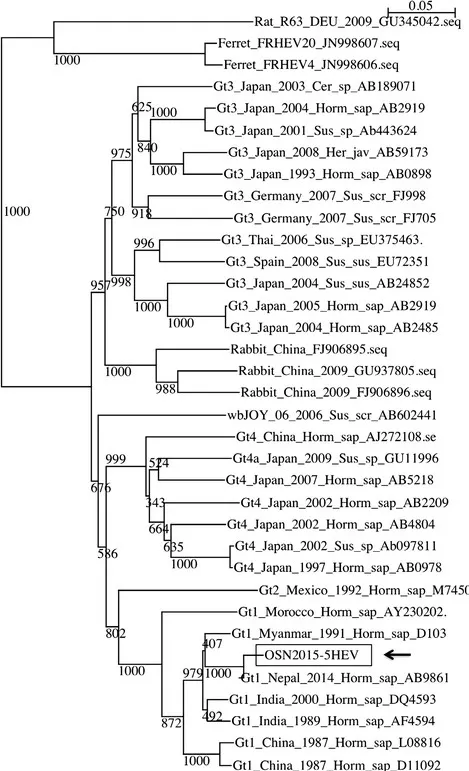 0.05
Rat_R63_DEU_2009_GU345042.seq
Ferret_FRHEV20_JN998607.seq
1000
Ferret_FRHEV4_JN998606.seq
Gt3_Japan_2003_Cer_sp_AB189071
625
1000
Gt3_Japan_2004_Horm_sap_AB2919
Gt3_Japan_2001_Sus_sp_Ab443624
840
975
Gt3_Japan_2008_Her_jav_AB59173
1000
Gt3_Japan_1993_Horm_sap_AB0898
Gt3_Germany_2007_Sus_scr_FJ998
1000
750
918
Gt3_Germany_2007_Sus_scr_FJ705
996
Gt3_Thai_2006_Sus_sp_EU375463.
Gt3_Spain_2008_Sus_sus_EU72351
998
957
Gt3_Japan_2004_Sus_sus_AB24852
1000
Gt3_Japan_2005_Horm_sap_AB2919
1000
Gt3_Japan_2004_Horm_sap_AB2485
Rabbit_China_FJ906895.seq
1000
Rabbit_China_2009_GU937805.seq
988
Rabbit_China_2009_FJ906896.seq
wbJOY_06_2006_Sus_scr_AB602441
Gt4_China_Horm_sap_AJ272108.se
999
524
Gt4a_Japan_2009_Sus_sp_GU11996
676
Gt4_Japan_2007_Horm_sap_AB5218
343
Gt4_Japan_2002_Horm_sap_AB2209
664
Gt4_Japan_2002_Horm_sap_AB4804
635
Gt4_Japan_2002_Sus_sp_Ab097811
586
1000
Gt4_Japan_1997_Horm_sap_AB0978
Gt2_Mexico_1992_Horm_sap_M7450
Gt1_Morocco_Horm_sap_AY230202.
802
Gt1_Myanmar_1991_Horm_sap_D103
407
OSN2015-5HEV
1000
979
1000
Gt1_Nepal_2014_Horm_sap_AB9861
Gt1_India_2000_Horm_sap_DQ4593
492
872
Gt1_India_1989_Horm_sap_AF4594
Gt1_China_1987_Horm_sap_L08816
1000
Gt1_China_1987_Horm_sap_D11092